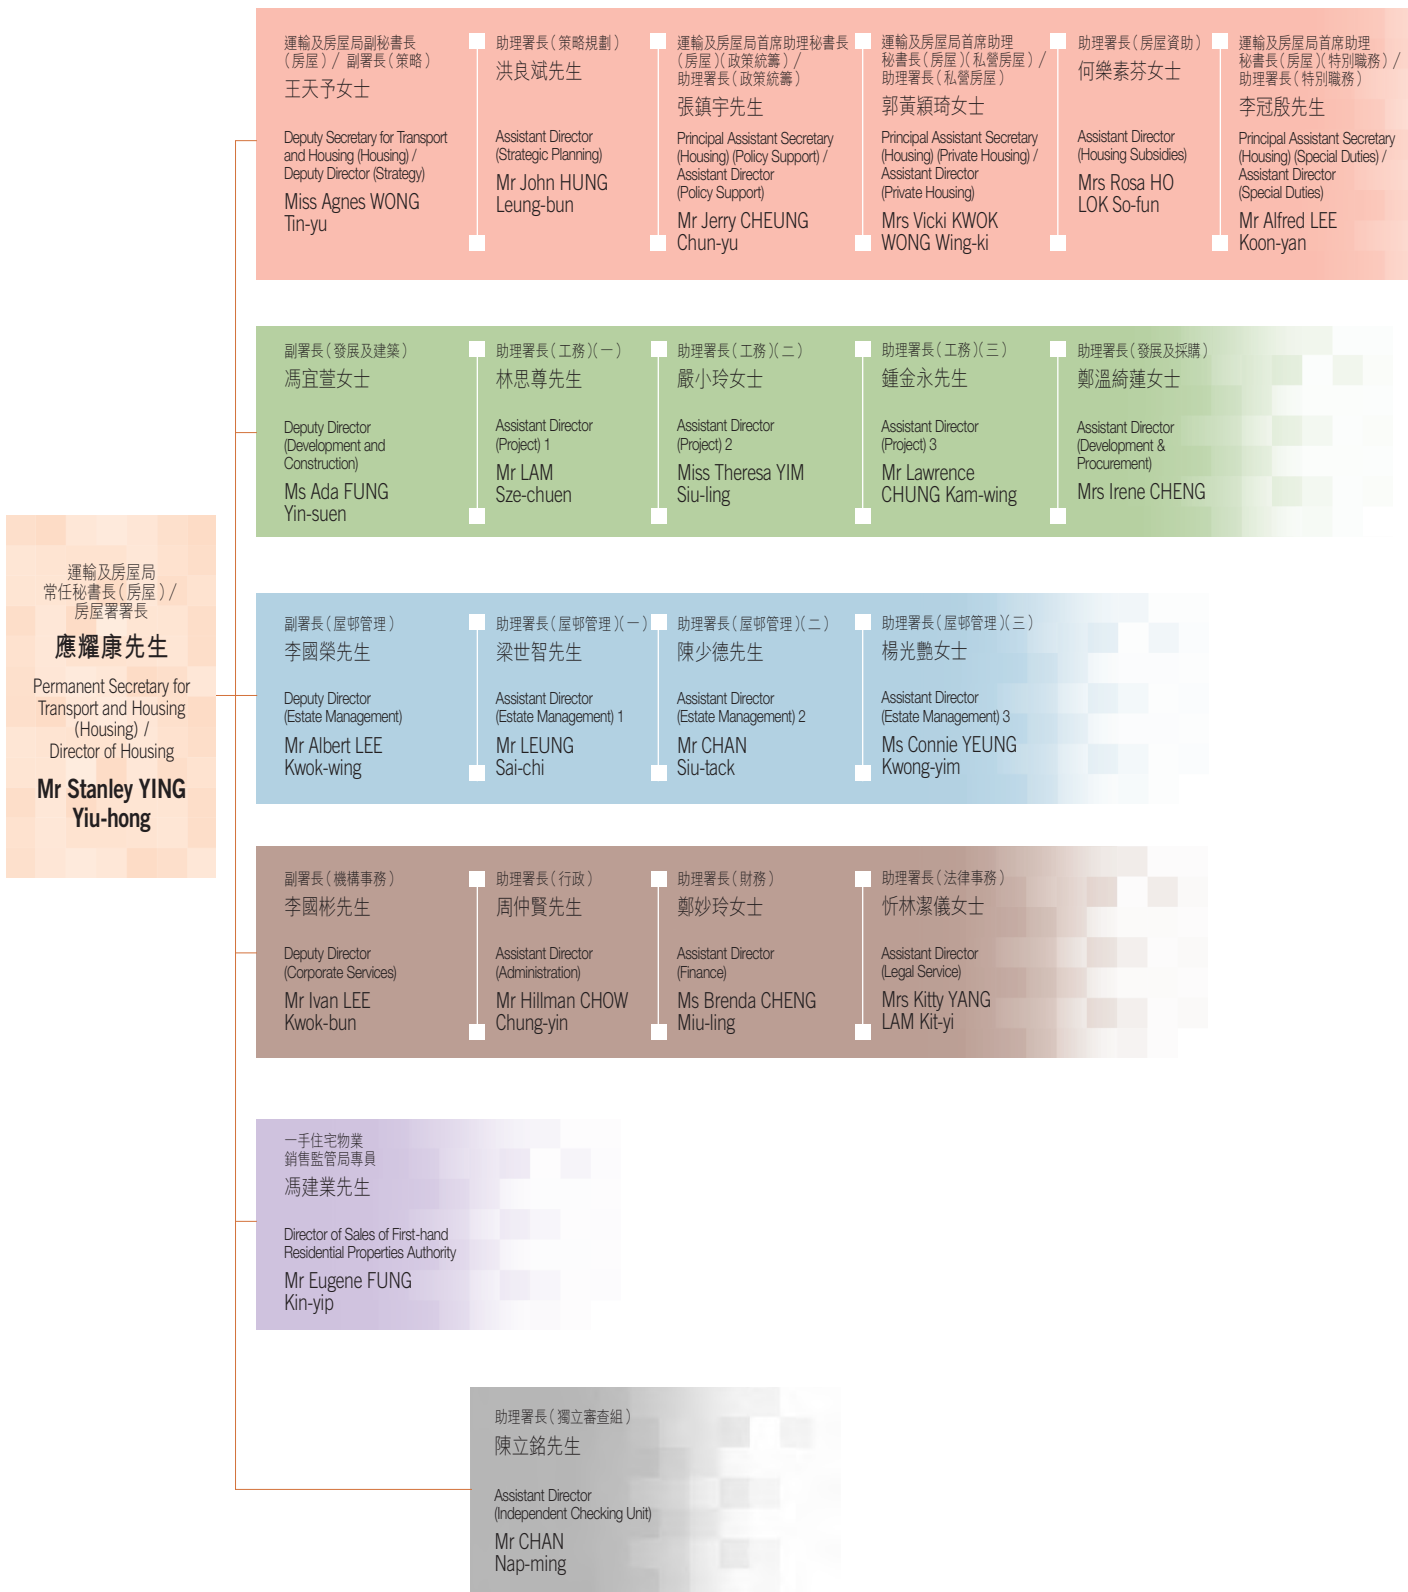 運輸及房屋局副秘書長
(房屋) / 副署長(策略)
王天予女士
Deputy Secretary for Transport
and Housing (Housing) /
Deputy Director (Strategy)
Miss Agnes WONG
Tin-yu
助理署長(策略規劃)
洪良斌先生
Assistant Director
(Strategic Planning)
Mr John HUNG
Leung-bun
運輸及房屋局首席助理秘書長
(房屋)(政策統籌) /
助理署長(政策統籌)
張鎮宇先生
Principal Assistant Secretary
(Housing) (Policy Support) /
Assistant Director
(Policy Support)
Mr Jerry CHEUNG
Chun-yu
運輸及房屋局首席助理
秘書長(房屋)(私營房屋) /
助理署長(私營房屋)
郭黃穎琦女士
Principal Assistant Secretary
(Housing) (Private Housing) /
Assistant Director
(Private Housing)
Mrs Vicki KWOK
WONG Wing-ki
助理署長(房屋資助)
何樂素芬女士
Assistant Director
(Housing Subsidies)
Mrs Rosa HO
LOK So-fun
運輸及房屋局首席助理
秘書長(房屋)(特別職務) /
助理署長(特別職務)
李冠殷先生
Principal Assistant Secretary
(Housing) (Special Duties) /
Assistant Director
(Special Duties)
Mr Alfred LEE
Koon-yan
副署長(發展及建築)
馮宜萱女士
Deputy Director
(Development and
Construction)
Ms Ada FUNG
Yin-suen
助理署長(工務)(一)
林思尊先生
Assistant Director
(Project) 1
Mr LAM
Sze-chuen
助理署長(工務)(二)
嚴小玲女士
Assistant Director
(Project) 2
Miss Theresa YIM
Siu-ling
助理署長(工務)(三)
鍾金永先生
Assistant Director
(Project) 3
Mr Lawrence
CHUNG Kam-wing
助理署長(發展及採購)
鄭溫綺蓮女士
Assistant Director
(Development &
Procurement)
Mrs Irene CHENG
運輸及房屋局
常任秘書長(房屋) /
房屋署署長
應耀康先生
Permanent Secretary for
Transport and Housing
(Housing) /
Director of Housing
Mr Stanley YING
Yiu-hong
副署長(屋邨管理)
李國榮先生
Deputy Director
(Estate Management)
Mr Albert LEE
Kwok-wing
助理署長(屋邨管理)(一)
梁世智先生
Assistant Director
(Estate Management) 1
Mr LEUNG
Sai-chi
助理署長(屋邨管理)(二)
陳少德先生
Assistant Director
(Estate Management) 2
Mr CHAN
Siu-tack
助理署長(屋邨管理)(三)
楊光艷女士
Assistant Director
(Estate Management) 3
Ms Connie YEUNG
Kwong-yim
副署長(機構事務)
李國彬先生
Deputy Director
(Corporate Services)
Mr Ivan LEE
Kwok-bun
助理署長(行政)
周仲賢先生
Assistant Director
(Administration)
Mr Hillman CHOW
Chung-yin
助理署長(財務)
鄭妙玲女士
Assistant Director
(Finance)
Ms Brenda CHENG
Miu-ling
助理署長(法律事務)
忻林潔儀女士
Assistant Director
(Legal Service)
Mrs Kitty YANG
LAM Kit-yi
一手住宅物業
銷售監管局專員
馮建業先生
Director of Sales of First-hand
Residential Properties Authority
Mr Eugene FUNG
Kin-yip
助理署長(獨立審查組)
陳立銘先生
Assistant Director
(Independent Checking Unit)
Mr CHAN
Nap-ming